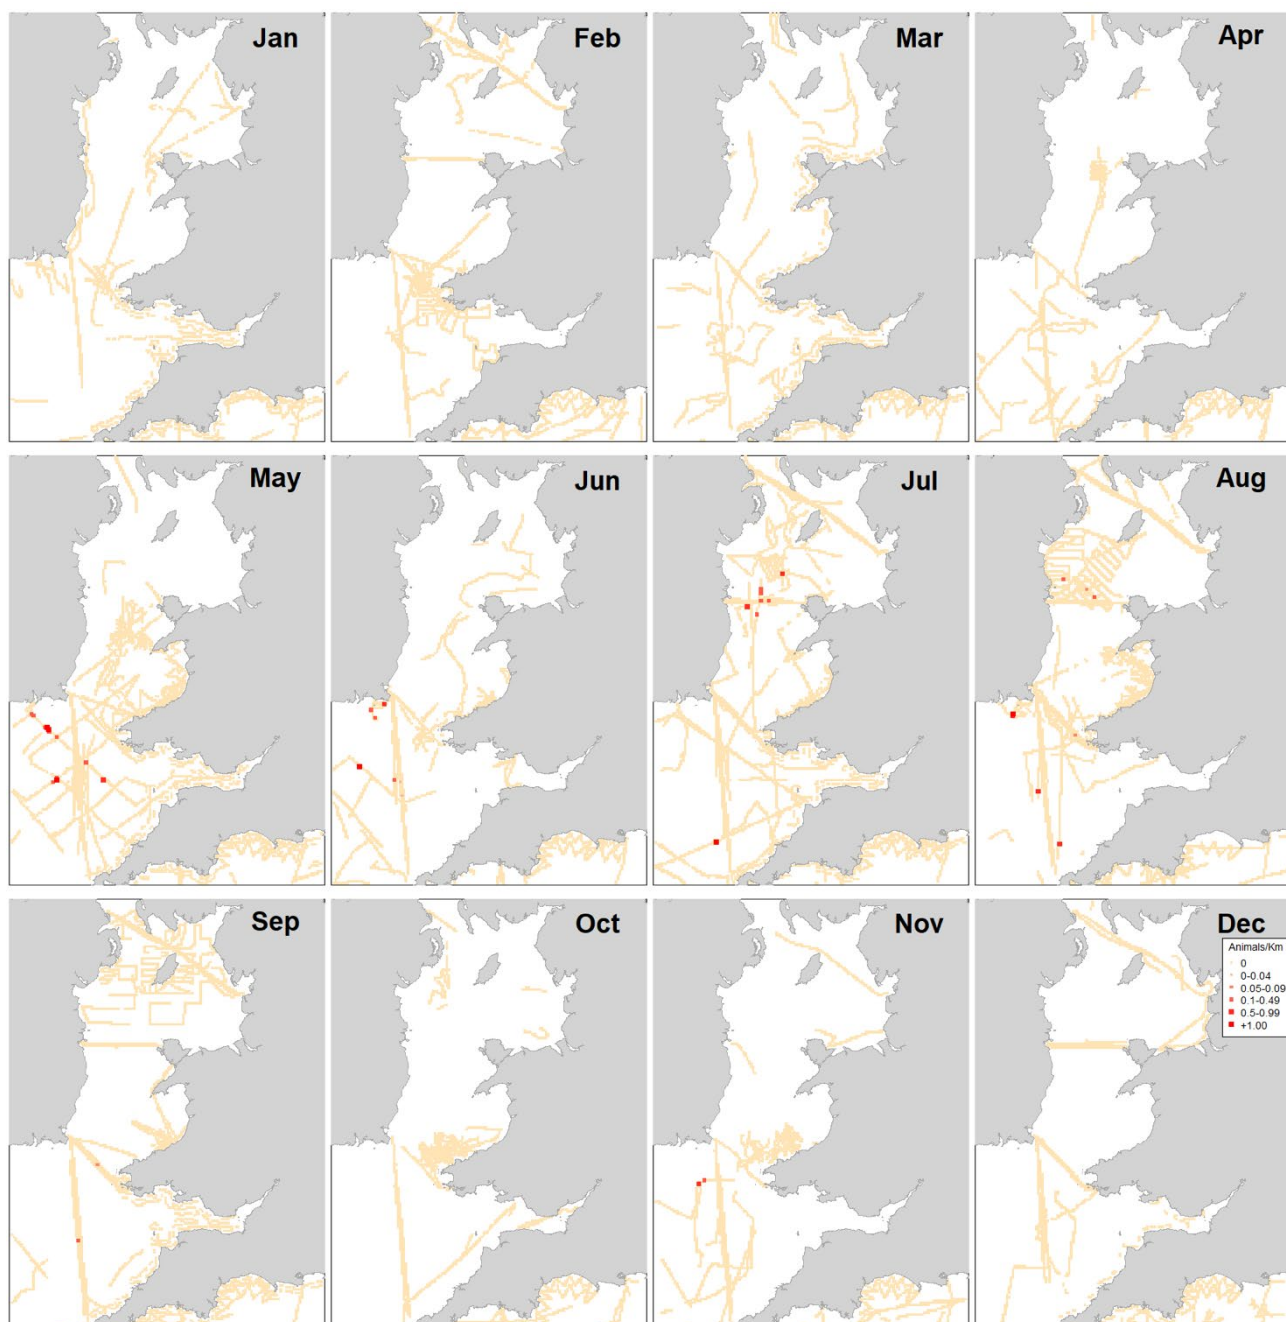 Jan
Feb
Mar
Apr
May
Jun
Jul
Aug
Sep
Oct
Nov
Dec
Animals/Km
0
0-0.04
0.05-0.09
0.1-0.49
0.5-0.99
+1.00